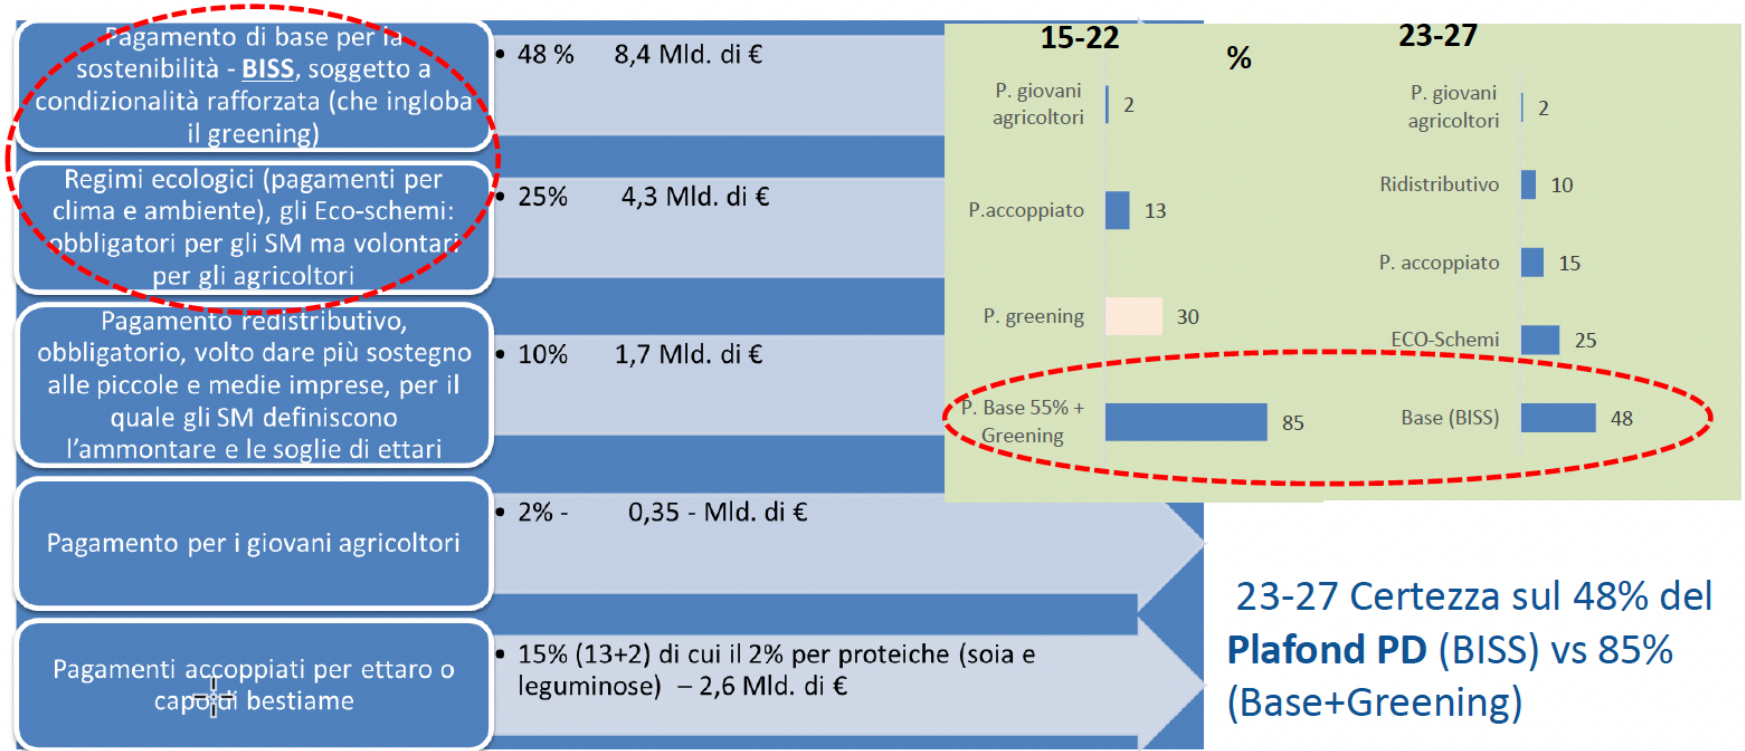 Pagamento di base per la
sostenibilità - BISS, soggetto a
condizionalità rafforzata (che ingloba
il greening)
• 48 % 8,4 Mld. di €
Regimi ecologici (pagamenti per
clima e ambiente), gli Eco-schemi:
obbligatori per gli SM ma volontari
per gli agricoltori
• 25% 4,3 Mld. di €
Pagamento redistributivo,
obbligatorio, volto dare più sostegno
alle piccole e medie imprese, per il
quale gli SM definiscono
l'ammontare e le soglie di ettari
• 10% 1,7 Mld. di €
Pagamento per i giovani agricoltori
• 2% - 0,35 - Mld. di €
Pagamenti accoppiati per ettaro o
capo di bestiame
• 15% (13+2) di cui il 2% per proteiche (soia e
leguminose) – 2,6 Mld. di €
15-22
%
23-27
P. giovani
agricoltori
2
P.accoppiato
13
P. greening
30
P. Base 55% +
Greening
85
P. giovani
agricoltori
2
Ridistributivo
10
P. accoppiato
15
ECO-Schemi
25
Base (BISS)
48
23-27 Certezza sul 48% del
Plafond PD (BISS) vs 85%
(Base+Greening)